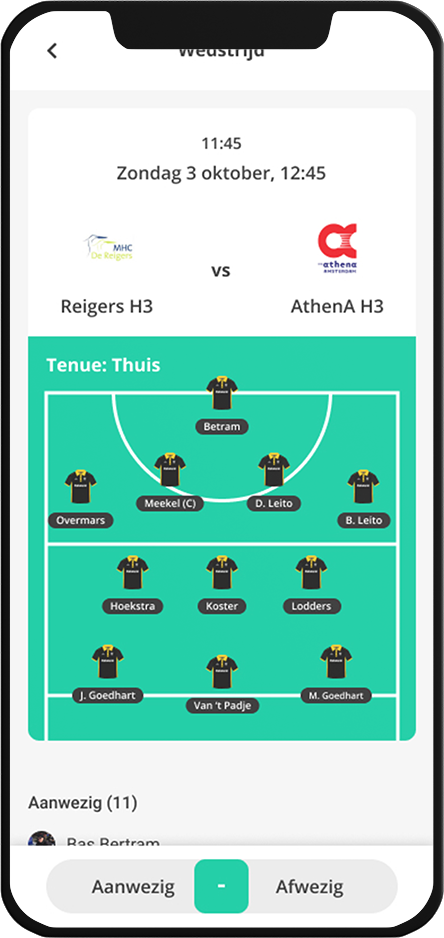 Wedstrijd
11:45
Zondag 3 oktober, 12:45
MHC
De Reigers
athena
AMSTERDAM
vs
Reigers H3
AthenA H3
Tenue: Thuis
Betram
Meekel (C)
D. Leito
Overmars
B. Leito
Hoekstra
Koster
Lodders
J. Goedhart
Van 't Padje
M. Goedhart
Aanwezig (11)
Bas Bertram
Aanwezig
-
Afwezig